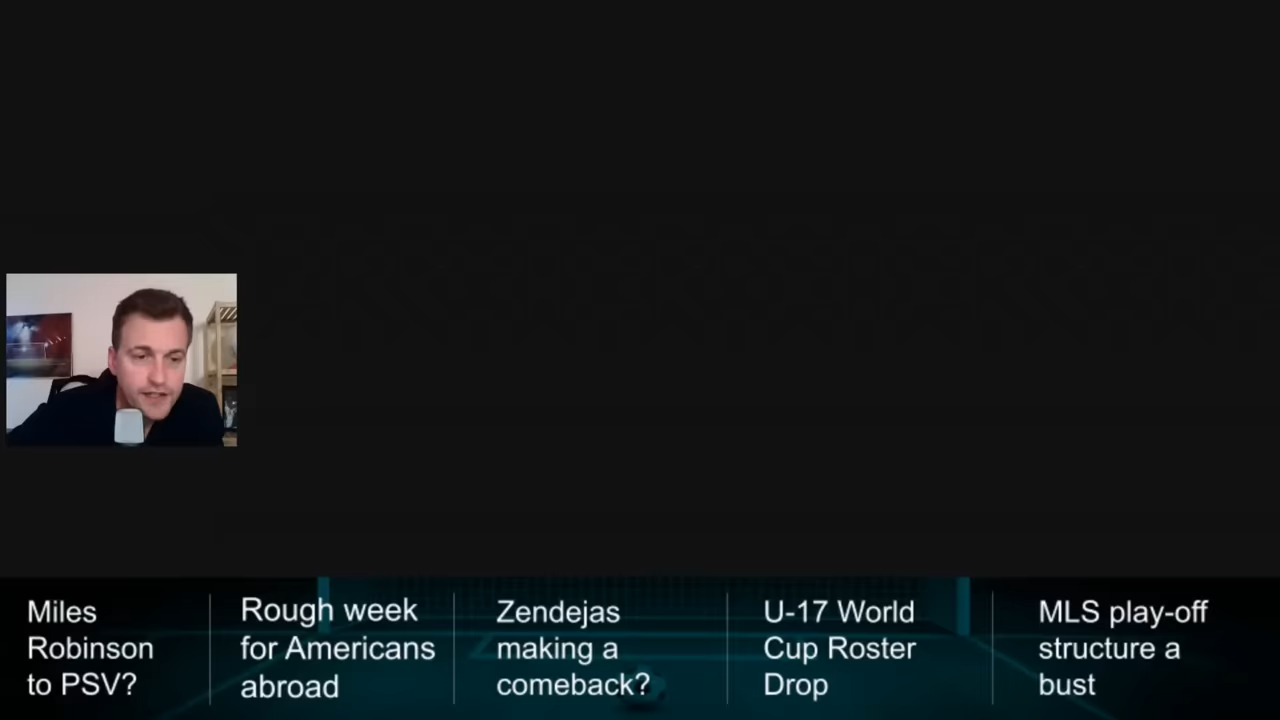 Miles
Robinson
to PSV?
Rough week
for Americans
abroad
Zendejas
making a
comeback?
U-17 World
Cup Roster
Drop
MLS play-off
structure a
bust